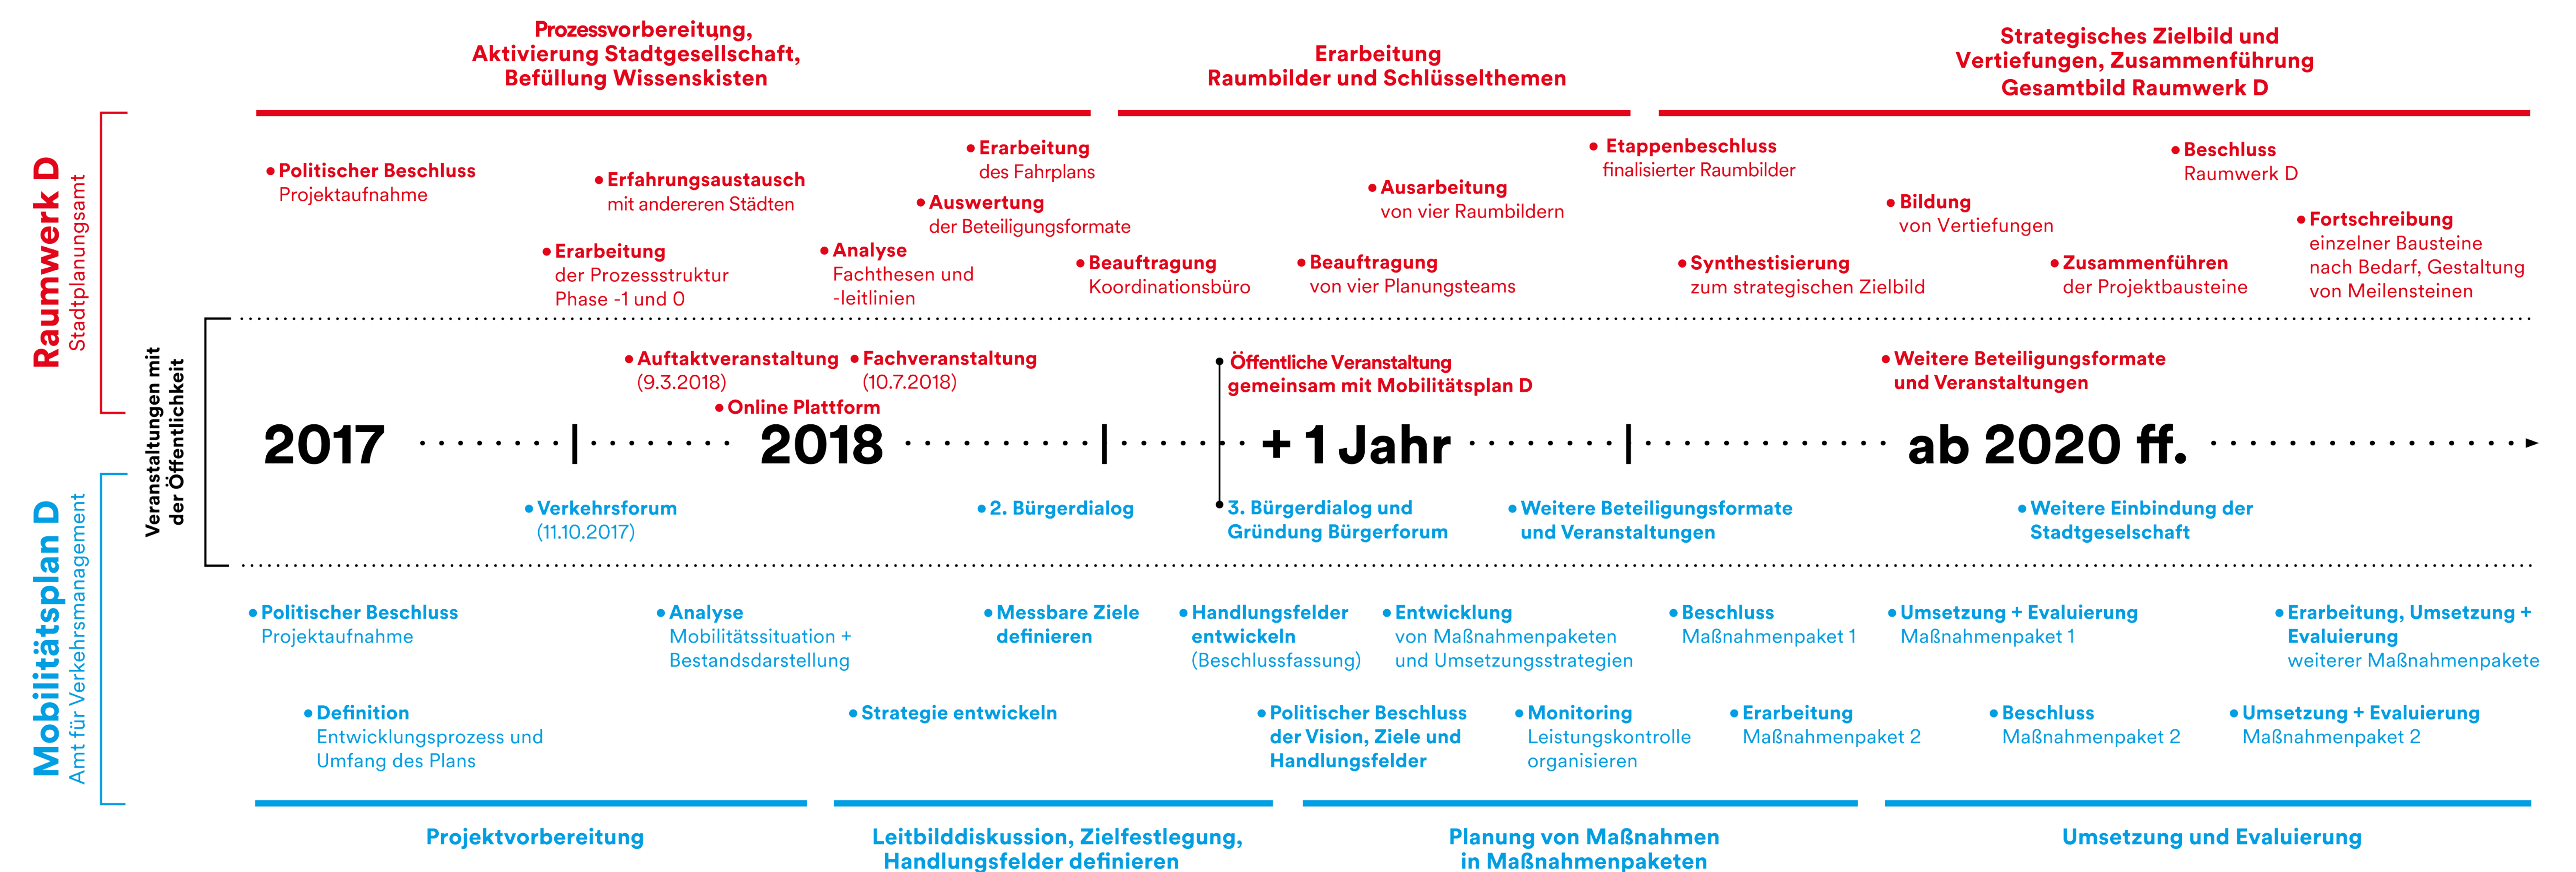 Prozessvorbereitung,
Aktivierung Stadtgesellschaft,
Befüllung Wissenskisten
Erarbeitung
Raumbilder und Schlüsselthemen
Strategisches Zielbild und
Vertiefungen, Zusammenführung
Gesamtbild Raumwerk D
Raumwerk D
Stadtplanungsamt
Politischer Beschluss
Projektaufnahme
Erarbeitung
der Prozessstruktur
Phase -1 und 0
Erfahrungsaustausch
mit andereren Städten
Analyse
Fachthesen und
-leitlinien
Auswertung
der Beteiligungsformate
Erarbeitung
des Fahrplans
Beauftragung
Koordinationsbüro
Beauftragung
von vier Planungsteams
Ausarbeitung
von vier Raumbildern
Etappenbeschluss
finalisierter Raumbilder
Synthestisierung
zum strategischen Zielbild
Bildung
von Vertiefungen
Zusammenführen
der Projektbausteine
Beschluss
Raumwerk D
Fortschreibung
einzelner Bausteine
nach Bedarf, Gestaltung
von Meilensteinen
Veranstaltungen mit
der Öffentlichkeit
Auftaktveranstaltung
(9.3.2018)
Online Plattform
Fachveranstaltung
(10.7.2018)
Öffentliche Veranstaltung
gemeinsam mit Mobilitätsplan D
Weitere Beteiligungsformate
und Veranstaltungen
2017
2018
+ 1 Jahr
ab 2020 ff.
Verkehrsforum
(11.10.2017)
2. Bürgerdialog
3. Bürgerdialog und
Gründung Bürgerforum
Weitere Beteiligungsformate
und Veranstaltungen
Weitere Einbindung der
Stadtgeselschaft
Mobilitätsplan D
Amt für Verkehrsmanagement
Politischer Beschluss
Projektaufnahme
Definition
Entwicklungsprozess und
Umfang des Plans
Analyse
Mobilitätssituation +
Bestandsdarstellung
Strategie entwickeln
Messbare Ziele
definieren
Handlungsfelder
entwickeln
(Beschlussfassung)
Politischer Beschluss
der Vision, Ziele und
Handlungsfelder
Entwicklung
von Maßnahmenpaketen
und Umsetzungsstrategien
Monitoring
Leistungskontrolle
organisieren
Beschluss
Maßnahmenpaket 1
Erarbeitung
Maßnahmenpaket 2
Umsetzung + Evaluierung
Maßnahmenpaket 1
Beschluss
Maßnahmenpaket 2
Umsetzung + Evaluierung
Maßnahmenpaket 2
Erarbeitung, Umsetzung +
Evaluierung
weiterer Maßnahmenpakete
Projektvorbereitung
Leitbilddiskussion, Zielfestlegung,
Handlungsfelder definieren
Planung von Maßnahmen
in Maßnahmenpaketen
Umsetzung und Evaluierung